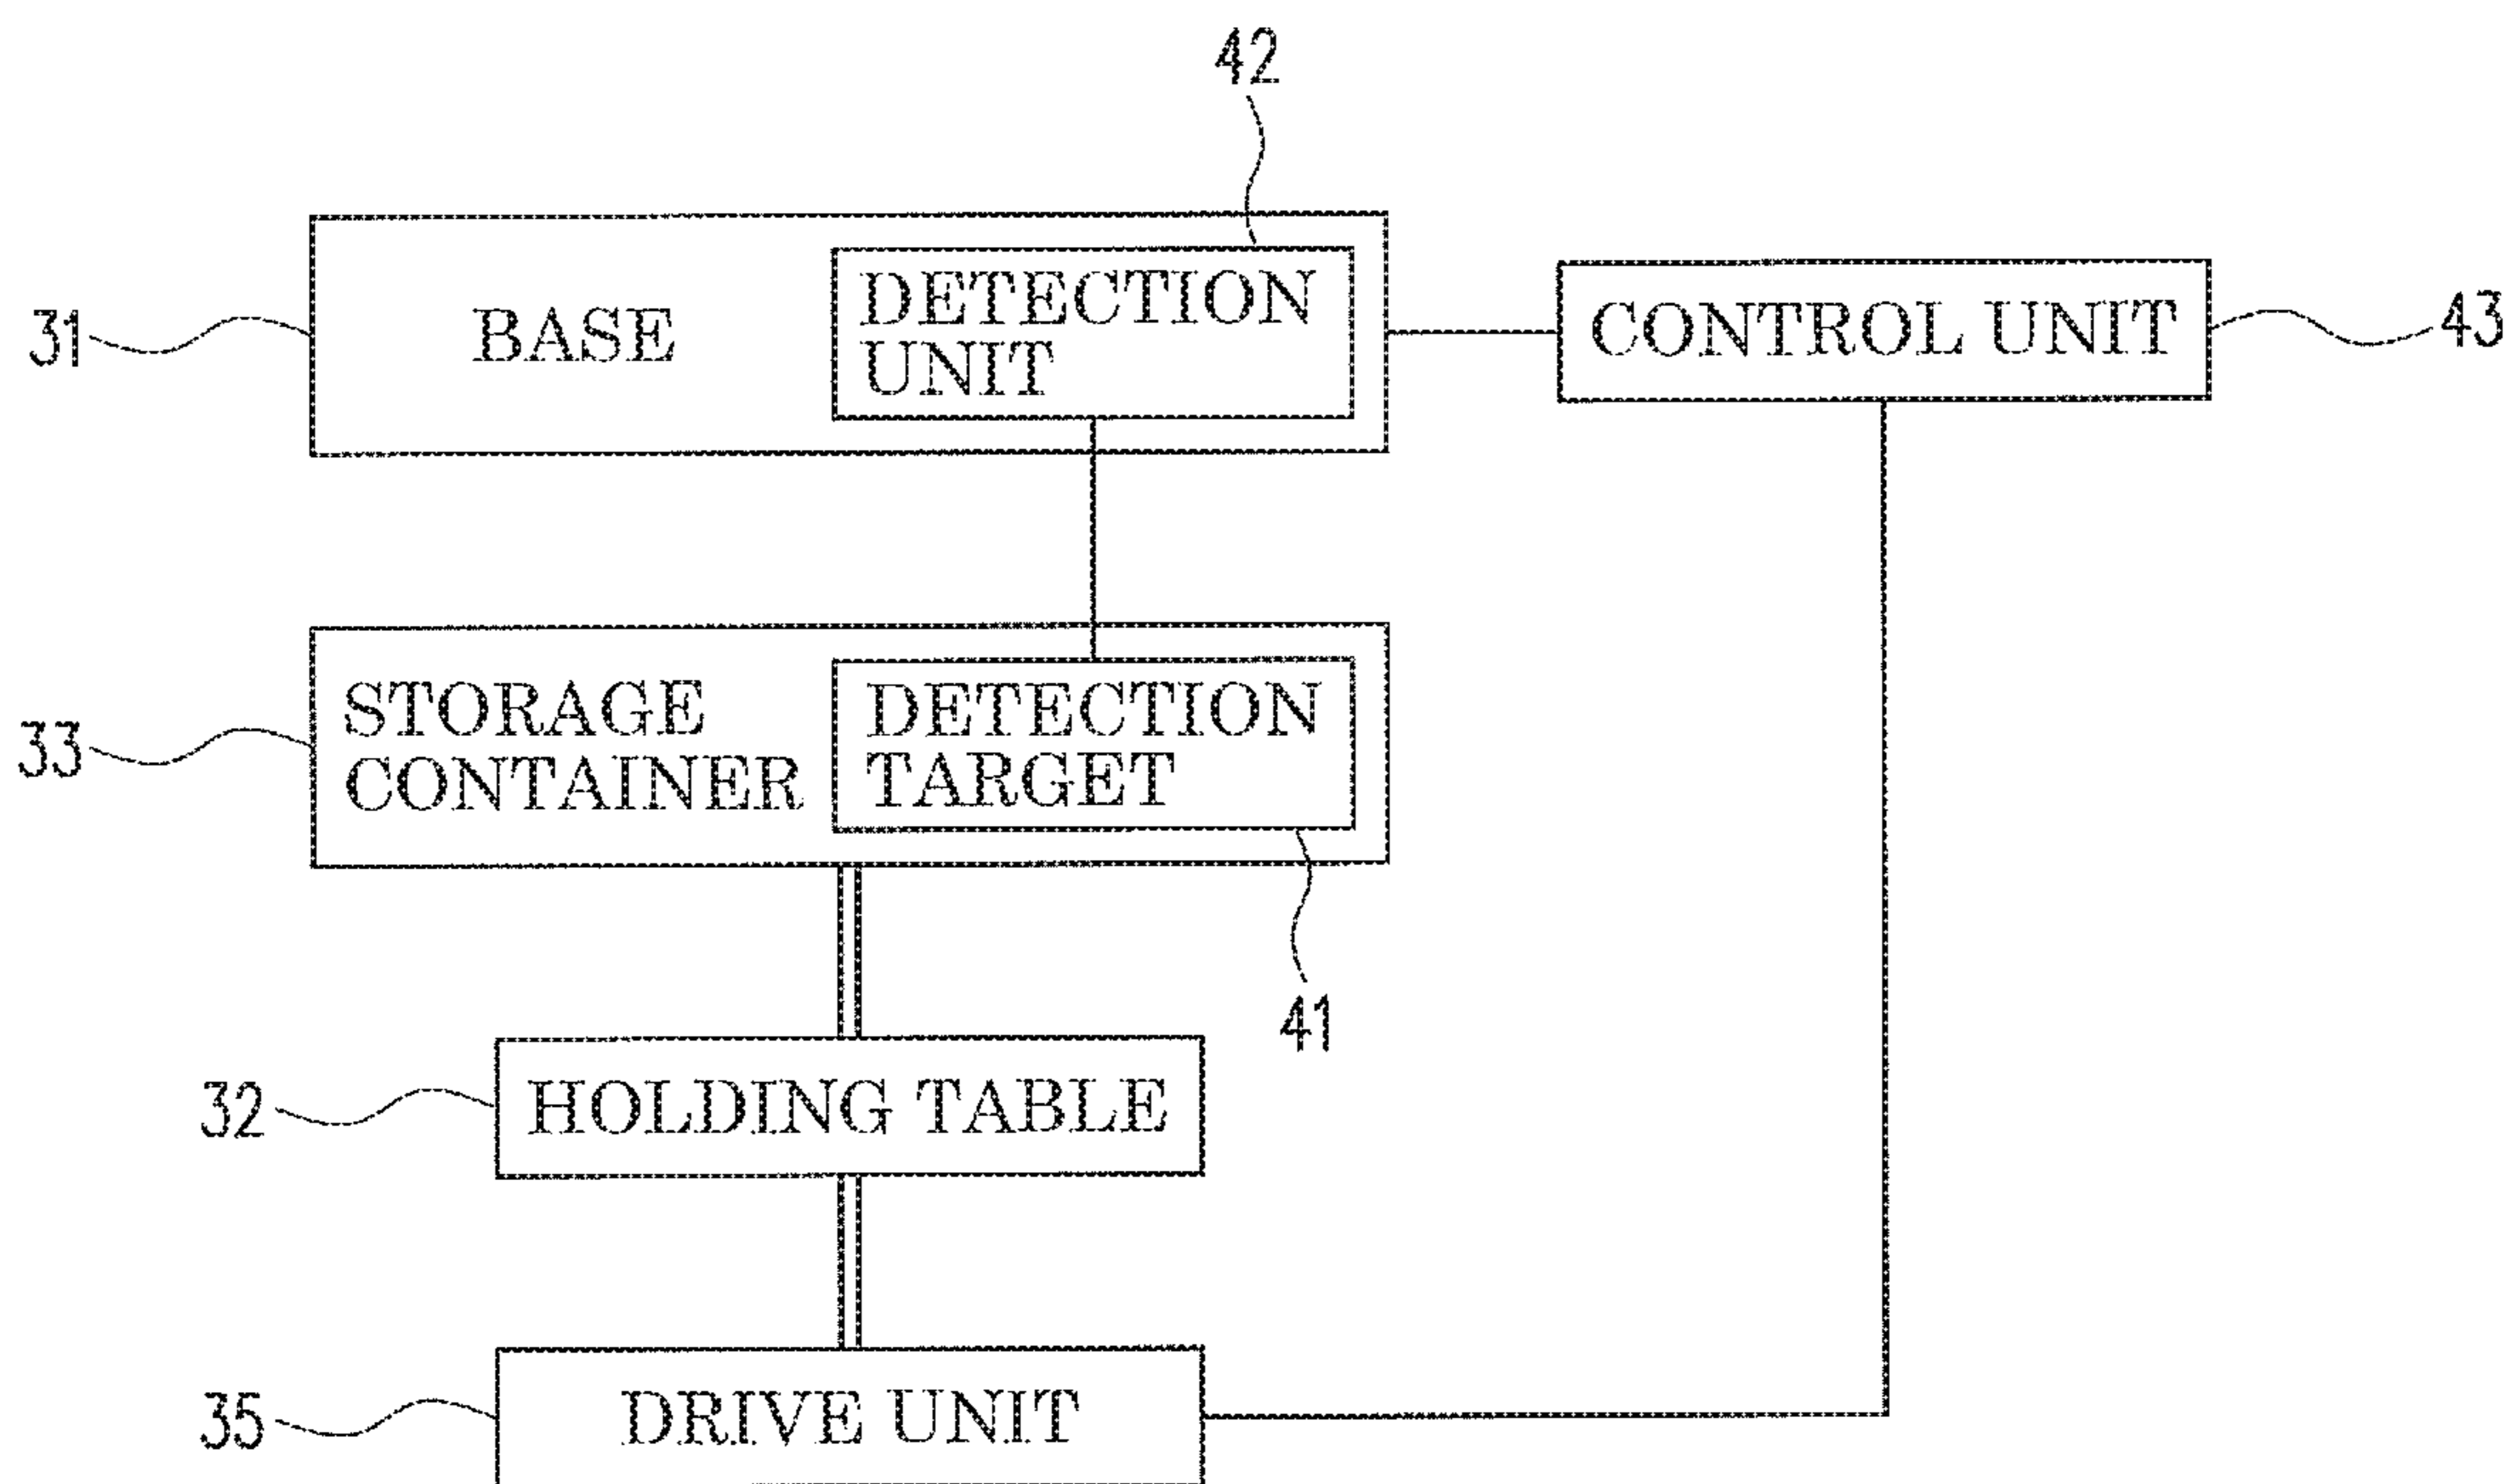 42
31
BASE
DETECTION
UNIT
CONTROL UNIT
43
33
STORAGE
CONTAINER
DETECTION
TARGET
41
32
HOLDING TABLE
35
DRIVE UNIT